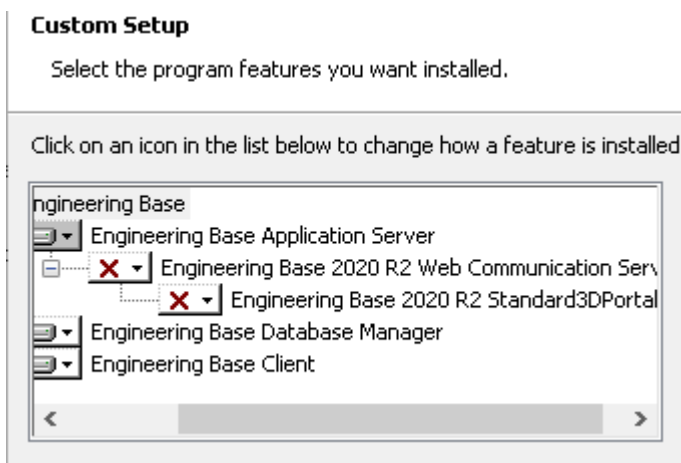 Custom Setup
Select the program features you want installed.
Click on an icon in the list below to change how a feature is installed
ngineering Base
Engineering Base Application Server
Engineering Base 2020 R2 Web Communication Serv
Engineering Base 2020 R2 Standard3DPortal
Engineering Base Database Manager
Engineering Base Client